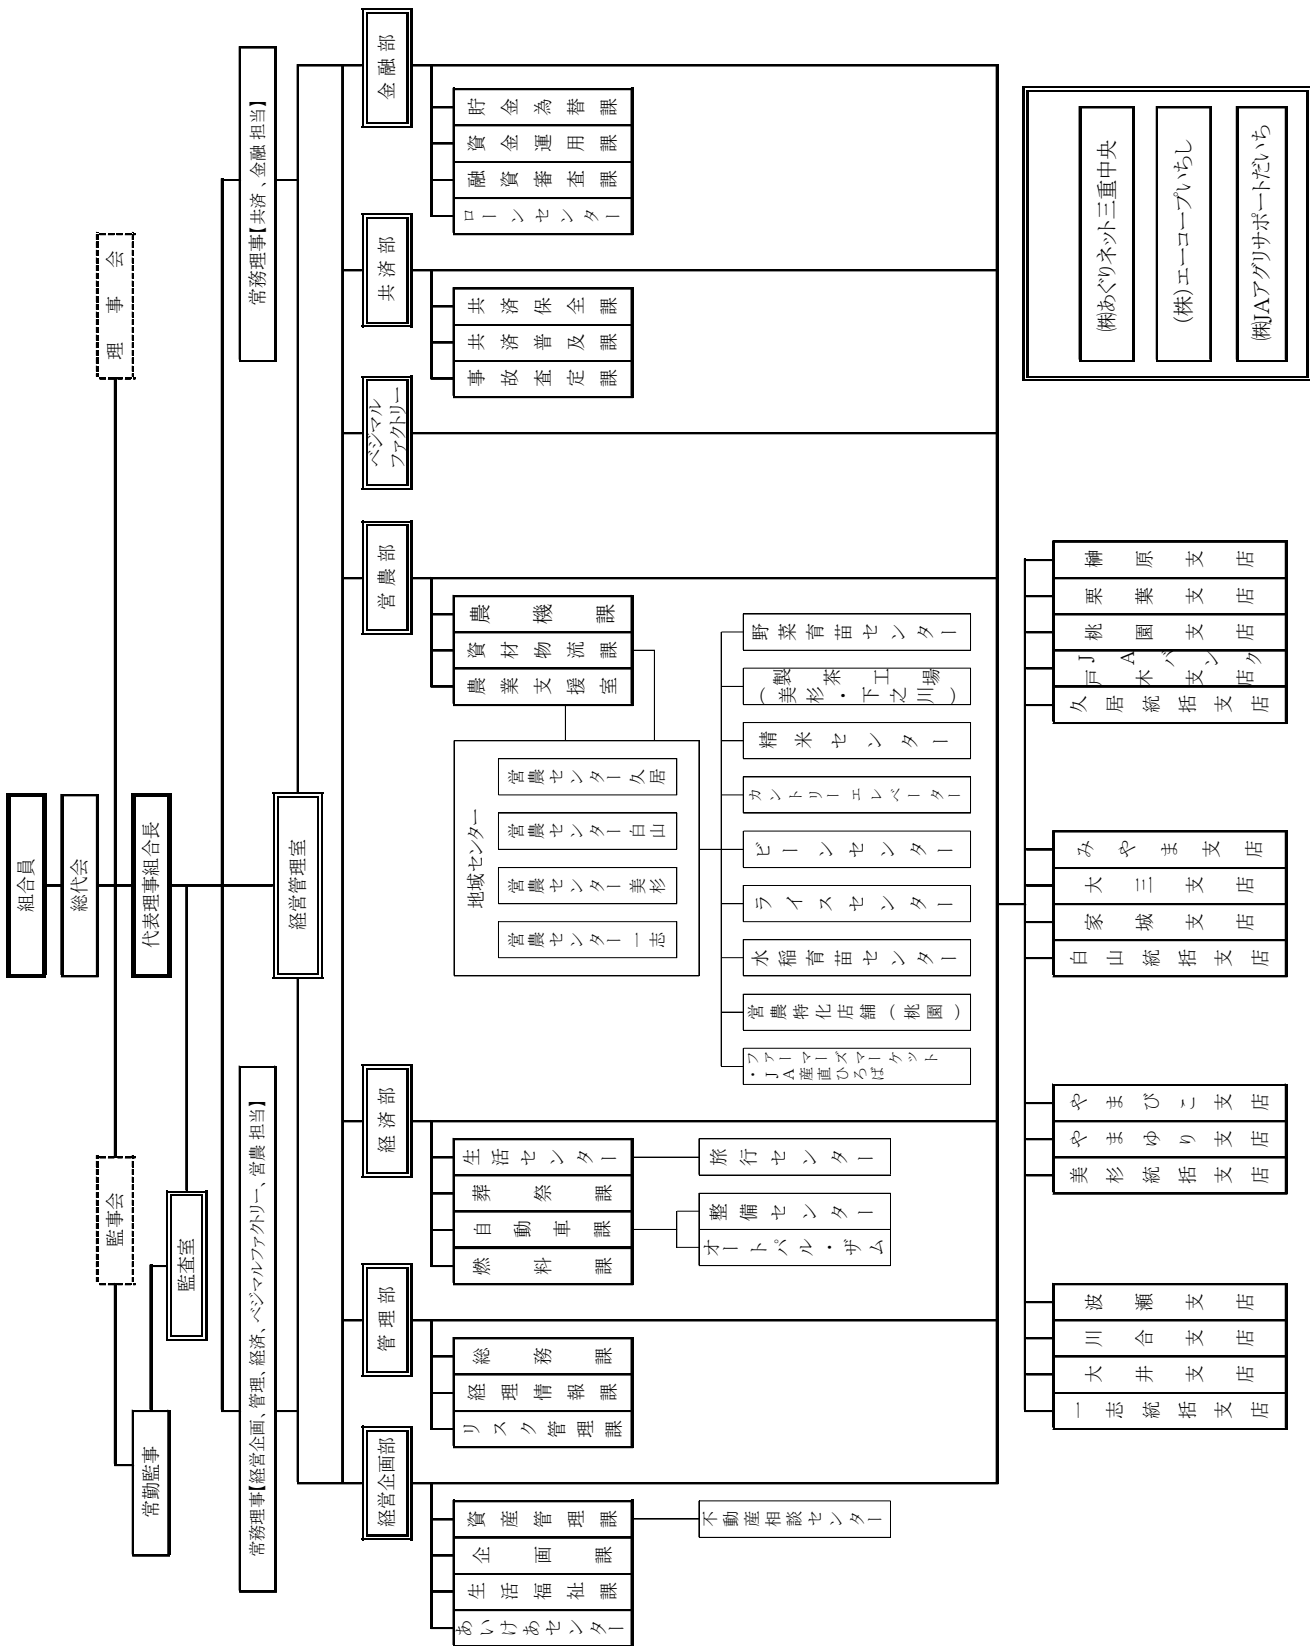 組合員
総代会
監事会
理事会
常勤監事
代表理事組合長
監査室
常務理事【経営企画、管理、経済、ベジマルファクトリー、営農 担当】
常務理事【共済、金融 担当】
経営管理室
経営企画部
管理部
経済部
営農部
ベジマル
ファクトリー
共済部
金融部
あいけあセンター
生活福祉課
企画課
資産管理課
リスク管理課
経理情報課
総務課
燃料課
自動車課
葬祭課
生活センター
農業支援室
資材物流課
農機課
事故査定課
共済普及課
共済保全課
ローンセンター
融資審査課
資金運用課
貯金為替課
地域センター
営農センター一志
営農センター美杉
営農センター白山
営農センター久居
不動産相談センター
オートパル・ザム
整備センター
旅行センター
ファーマーズマーケット
・JA産直ひろば
営農特化店舗(桃園)
水稲育苗センター
ライスセンター
ビーンセンター
カントリーエレベーター
精米センター
製茶工場
(美杉・下之川)
野菜育苗センター
一志統括支店
大井支店
川合支店
波瀬支店
美杉統括支店
やまゆり支店
やまびこ支店
白山統括支店
家城支店
大三支店
みやま支店
久居統括支店
JAバンク
戸木支店
桃園支店
栗葉支店
榊原支店
㈱あぐりネット三重中央
(株)エーコープいちし
㈱JAアグリサポートだいち